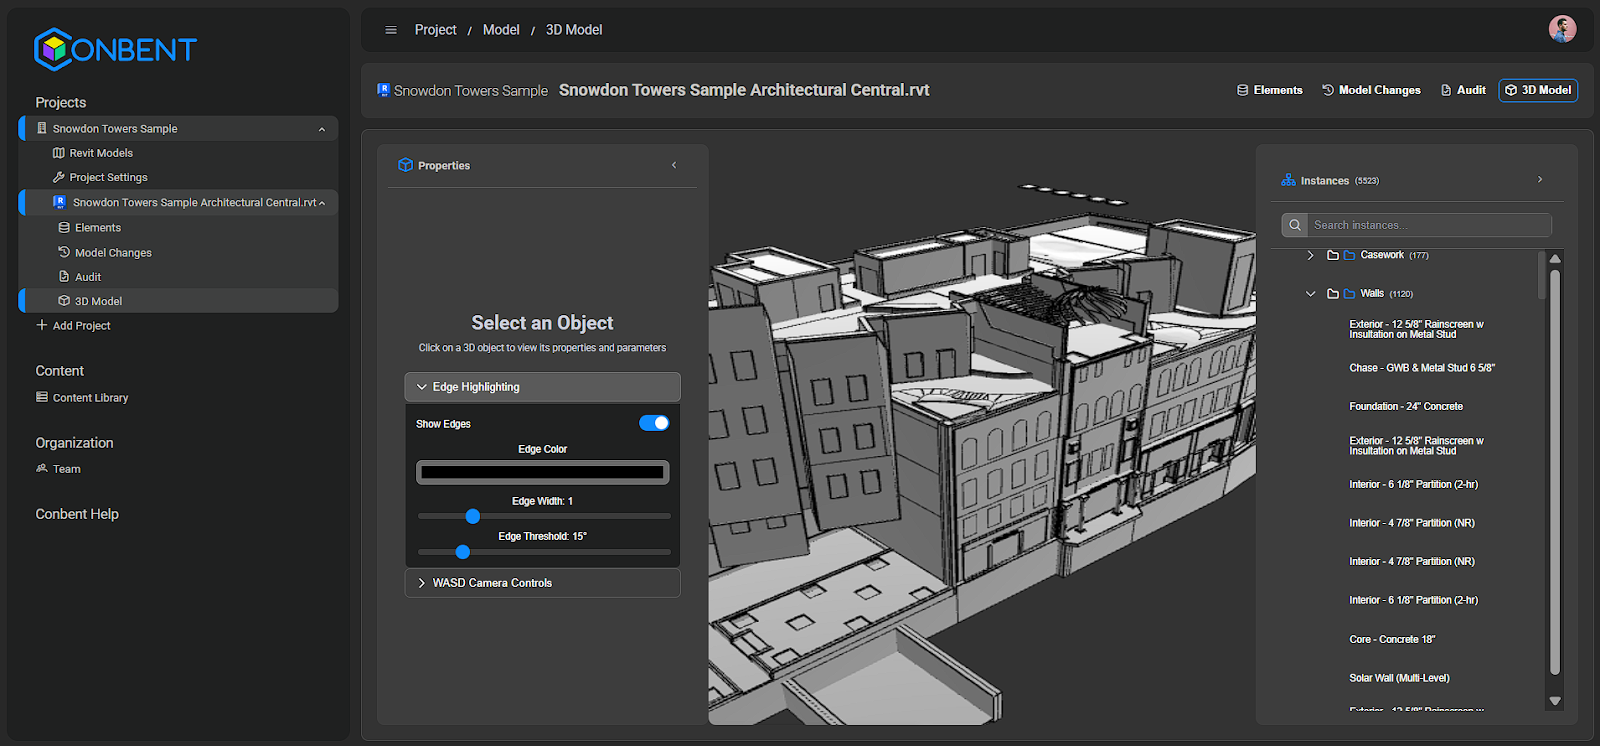 CONBENT
Projects
Snowdon Towers Sample
Revit Models
Project Settings
Snowdon Towers Sample Architectural Central.rvt
Elements
Model Changes
Audit
3D Model
Add Project
Content
Content Library
Organization
Team
Conbent Help
Project / Model / 3D Model
Snowdon Towers Sample Snowdon Towers Sample Architectural Central.rvt
Elements Model Changes Audit 3D Model
Properties
Select an Object
Click on a 3D object to view its properties and parameters
Edge Highlighting
Show Edges
Edge Color
Edge Width: 1
Edge Threshold: 15°
WASD Camera Controls
Instances (5523)
Search instances...
Casework (177)
Walls (1120)
Exterior - 12 5/8" Rainscreen w
Insultation on Metal Stud
Chase - GWB & Metal Stud 6 5/8"
Foundation - 24" Concrete
Exterior - 12 5/8" Rainscreen w
Insultation on Metal Stud
Interior - 6 1/8" Partition (2-hr)
Interior - 4 7/8" Partition (NR)
Interior - 4 7/8" Partition (NR)
Interior - 6 1/8" Partition (2-hr)
Core - Concrete 18"
Solar Wall (Multi-Level)
Exterior - 12 5/8" Rainscreen w